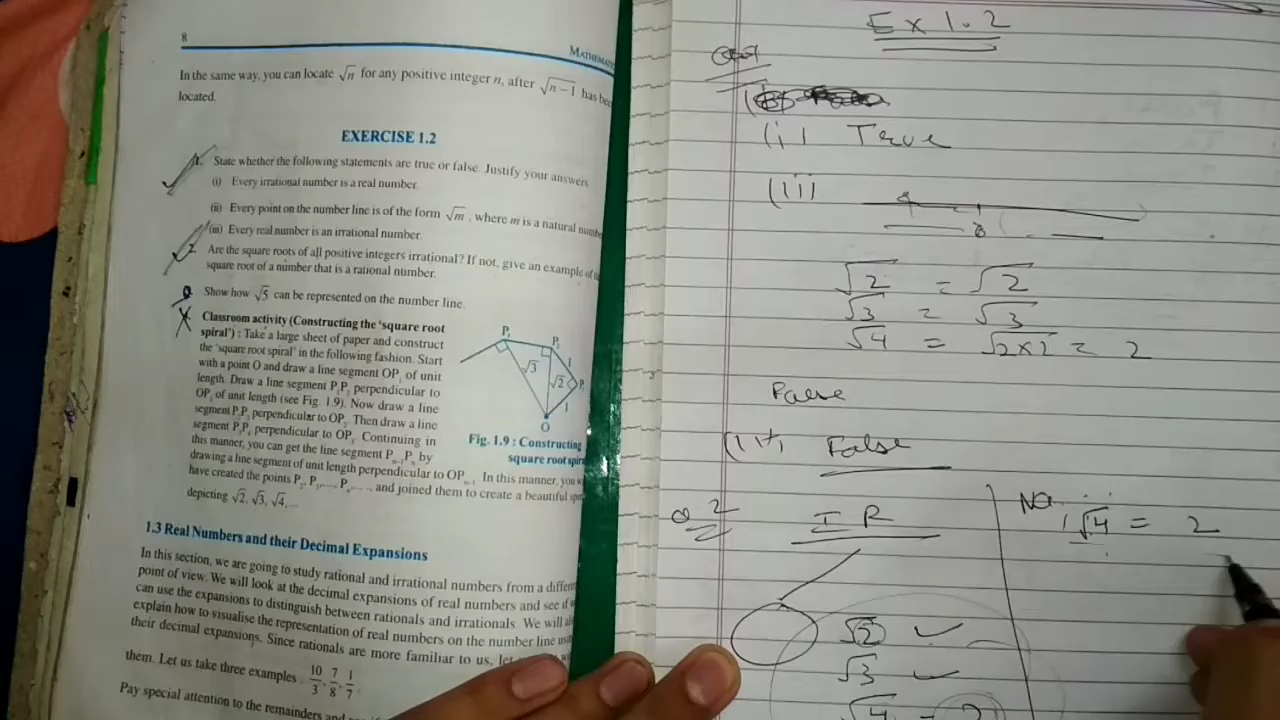 8
MATHEMAT
In the same way, you can locate √n for any positive integer n, after √n – 1 has been
located.
EXERCISE 1.2
1. State whether the following statements are true or false. Justify your answers
(i) Every irrational number is a real number.
(ii) Every point on the number line is of the form √m , where m is a natural numbe
(iii) Every real number is an irrational number.
2. Are the square roots of all positive integers irrational? If not, give an example of
square root of a number that is a rational number.
Show how √5 can be represented on the number line.
Classroom activity (Constructing the 'square root
spiral') : Take a large sheet of paper and construct
the 'square root spiral' in the following fashion. Start
with a point O and draw a line segment OP₁ of unit
length. Draw a line segment P₁P₂ perpendicular to
OP₁ of unit length (see Fig. 1.9). Now draw a line
segment P₂P₃ perpendicular to OP₂. Then draw a line
segment P₃P₄ perpendicular to OP₃. Continuing in
this manner, you can get the line segment Pₙ₋₁Pₙ by
drawing a line segment of unit length perpendicular to OPₙ₋₁. In this manner, you
have created the points P₂, P₃,...., Pₙ,... ., and joined them to create a beautiful
depicting √2, √3, √4, ...
P₃ P₂
1
√3 √2
1
O
Fig. 1.9 : Constructing
square root spiral
1.3 Real Numbers and their Decimal Expansions
In this section, we are going to study rational and irrational numbers from a differen
point of view. We will look at the decimal expansions of real numbers and see if
can use the expansions to distinguish between rationals and irrationals. We will
explain how to visualise the representation of real numbers on the number line
their decimal expansions. Since rationals are more familiar to us, let
them. Let us take three examples : 10/3, 7/8, 1/7.
Pay special attention to the remainders and
Ex 1.2
(i) True
(ii)
0
√2 = √2
√3 = √3
√4 = √2×2 = 2
False
(iii) False
Q 2
I R
√2 ✓
√3 ✓
√4 = 2
No
√4 = 2